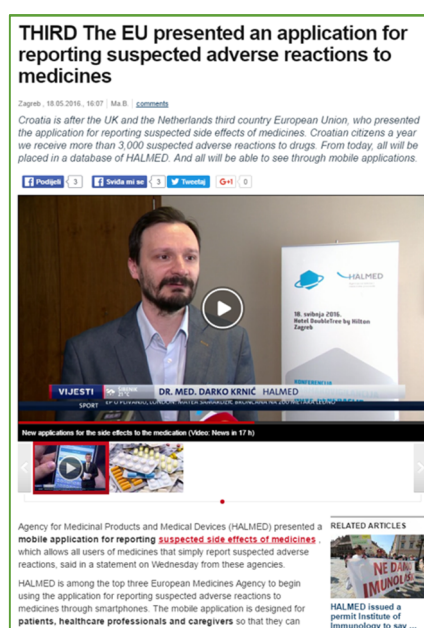 THIRD The EU presented an application for
reporting suspected adverse reactions to
medicines
Zagreb , 18.05.2016., 16:07 | Ma.B. | comments
Croatia is after the UK and the Netherlands third country European Union, who presented
the application for reporting suspected side effects of medicines. Croatian citizens a year
we receive more than 3,000 suspected adverse reactions to drugs. From today, all will be
placed in a database of HALMED. And all will be able to see through mobile applications.
Podijeli 3 Sviđa mi se 3 Tweetaj G+1 0
HALMED
18. svibnja 2016.
Hotel DoubleTree by Hilton
Zagreb
KONFERENCIJA
VIJESTI DR. MED. DARKO KRNIĆ HALMED
SPORT
New applications for the side effects to the medication (Video: News in 17 h)
Agency for Medicinal Products and Medical Devices (HALMED) presented a
mobile application for reporting suspected side effects of medicines ,
which allows all users of medicines that simply report suspected adverse
reactions, said in a statement on Wednesday from these agencies.
HALMED is among the top three European Medicines Agency to begin
using the application for reporting suspected adverse reactions to
medicines through smartphones. The mobile application is designed for
patients, healthcare professionals and caregivers so that they can
RELATED ARTICLES
NE DAMO
IMUNOLOŠKI
HALMED issued a
permit Institute of
Immunology to say ...